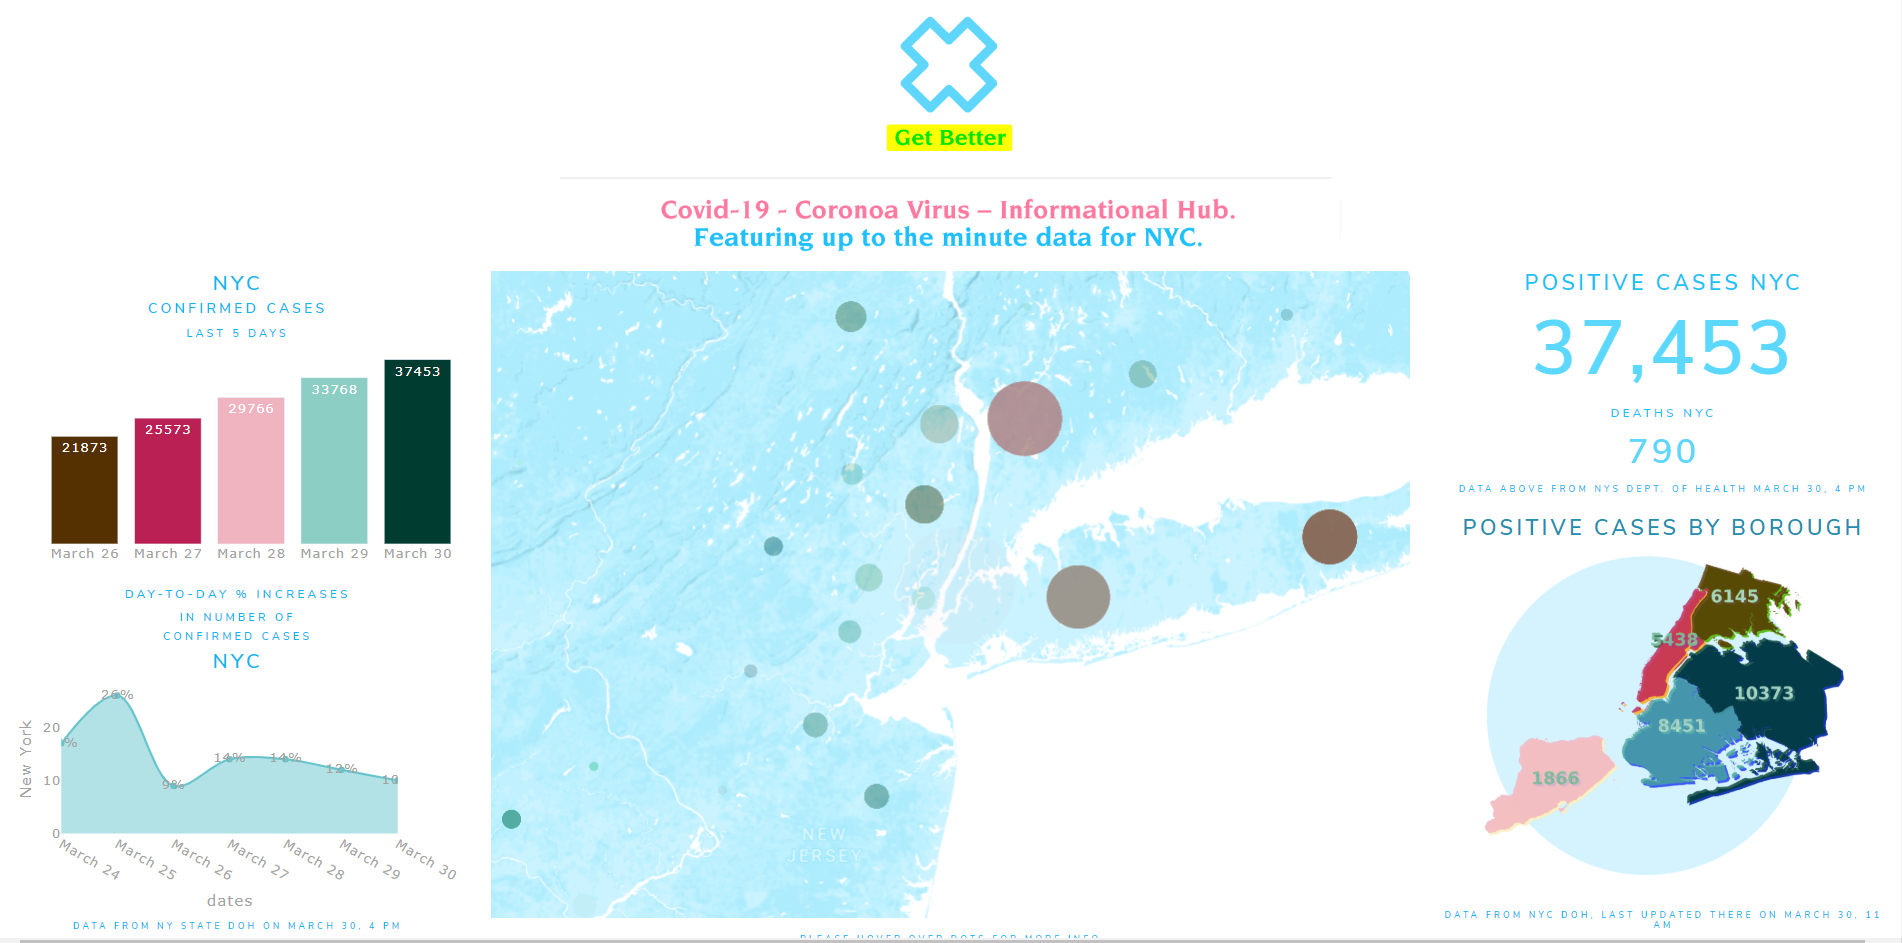 Get Better
Covid-19 - Coronoa Virus – Informational Hub.
Featuring up to the minute data for NYC.
NYC
CONFIRMED CASES
LAST 5 DAYS
21873
25573
29766
33768
37453
March 26
March 27
March 28
March 29
March 30
DAY-TO-DAY % INCREASES
IN NUMBER OF
CONFIRMED CASES
NYC
New York
20
10
0
%
26%
9%
14%
14%
12%
10
March 24
March 25
March 26
March 27
March 28
March 29
March 30
dates
DATA FROM NY STATE DOH ON MARCH 30, 4 PM
NEW
JERSEY
PLEASE HOVER OVER DOTS FOR MORE INFO
POSITIVE CASES NYC
37,453
DEATHS NYC
790
DATA ABOVE FROM NYS DEPT. OF HEALTH MARCH 30, 4 PM
POSITIVE CASES BY BOROUGH
6145
5438
10373
8451
1866
DATA FROM NYC DOH, LAST UPDATED THERE ON MARCH 30, 11
AM